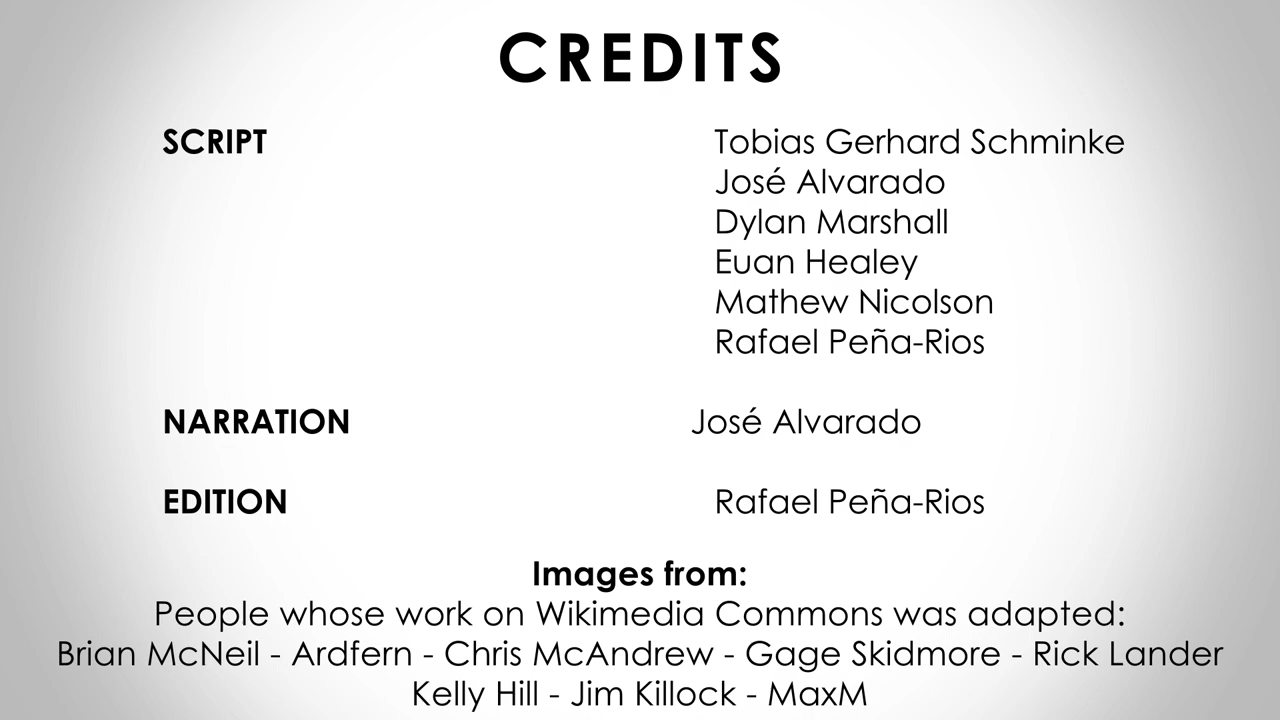 CREDITS
SCRIPT Tobias Gerhard Schminke
José Alvarado
Dylan Marshall
Euan Healey
Mathew Nicolson
Rafael Peña-Rios
NARRATION José Alvarado
EDITION Rafael Peña-Rios
Images from:
People whose work on Wikimedia Commons was adapted:
Brian McNeil - Ardfern - Chris McAndrew - Gage Skidmore - Rick Lander
Kelly Hill - Jim Killock - MaxM